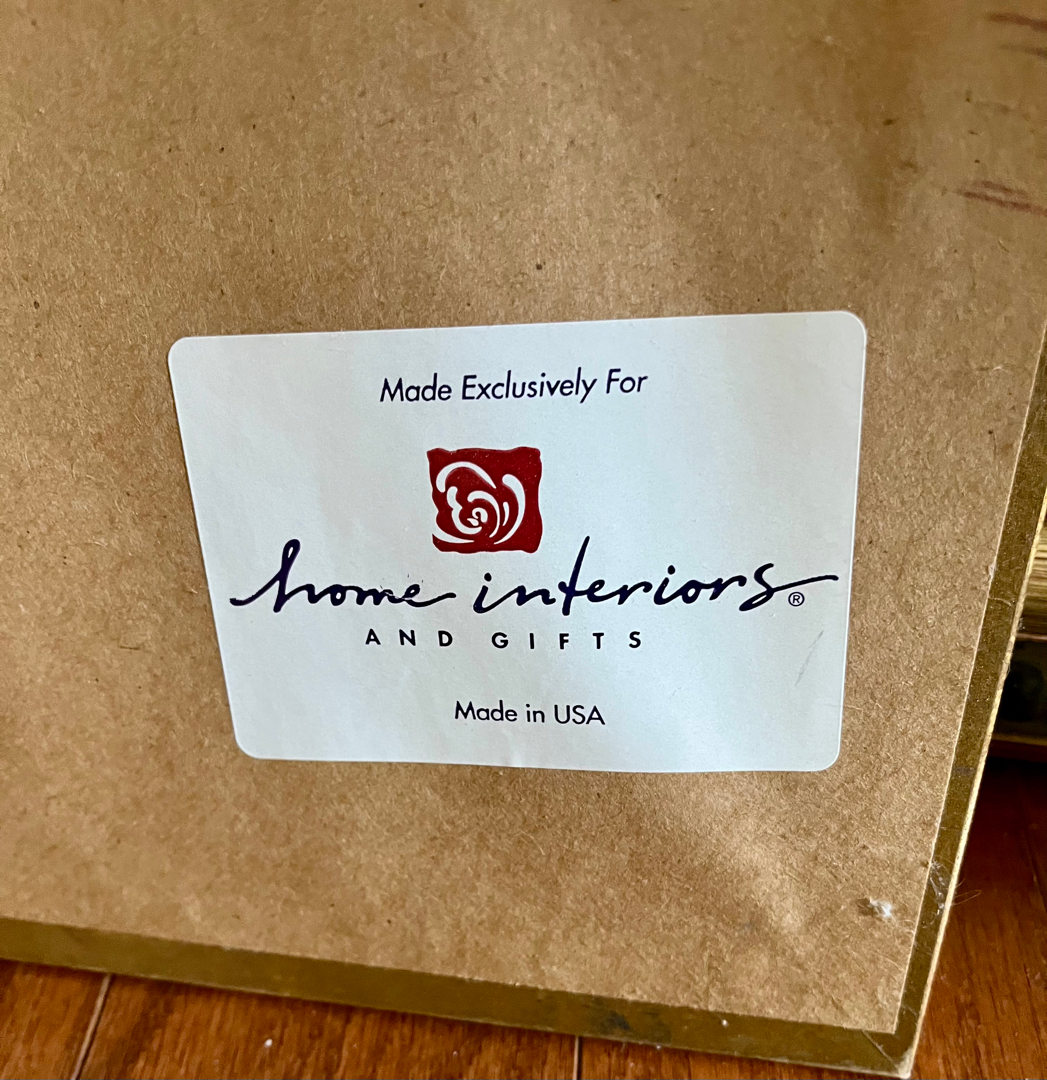 Made Exclusively For
home interiors®
AND GIFTS
Made in USA